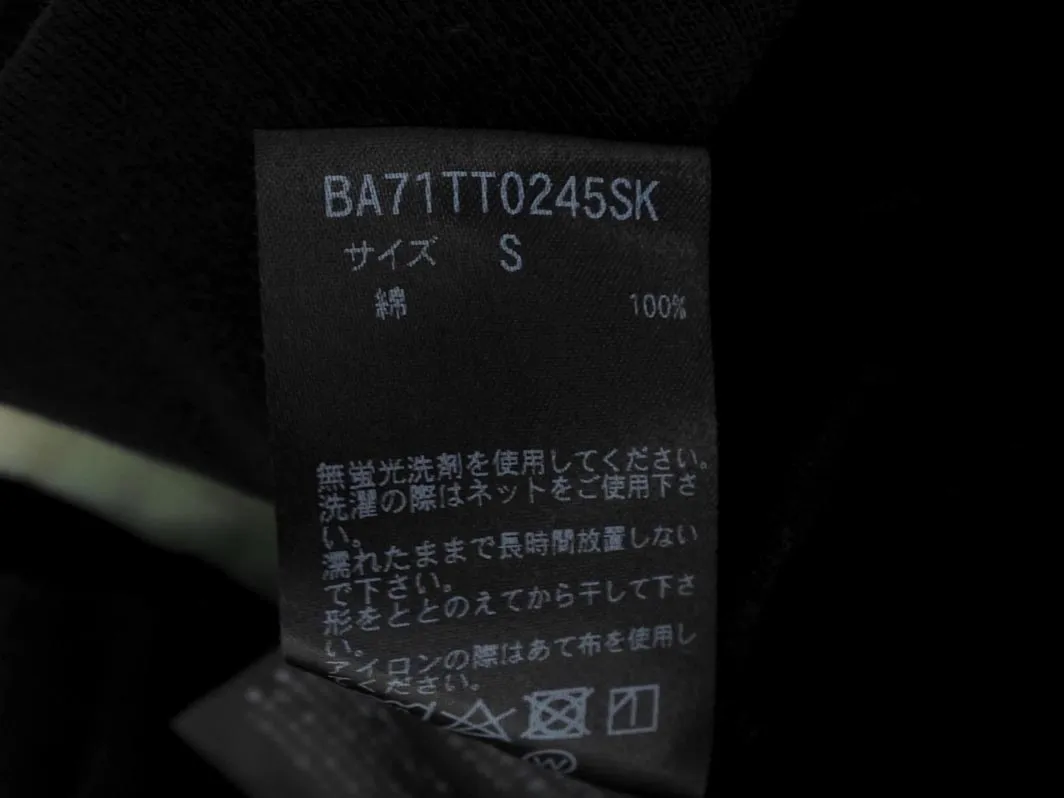 BA71TT0245SK
サイズ S
綿 100%
無蛍光洗剤を使用してください。
洗濯の際はネットをご使用下さ
い。
濡れたままで長時間放置しない
で下さい。
形をととのえてから干して下さ
い。
アイロンの際はあて布を使用し
てください。
W